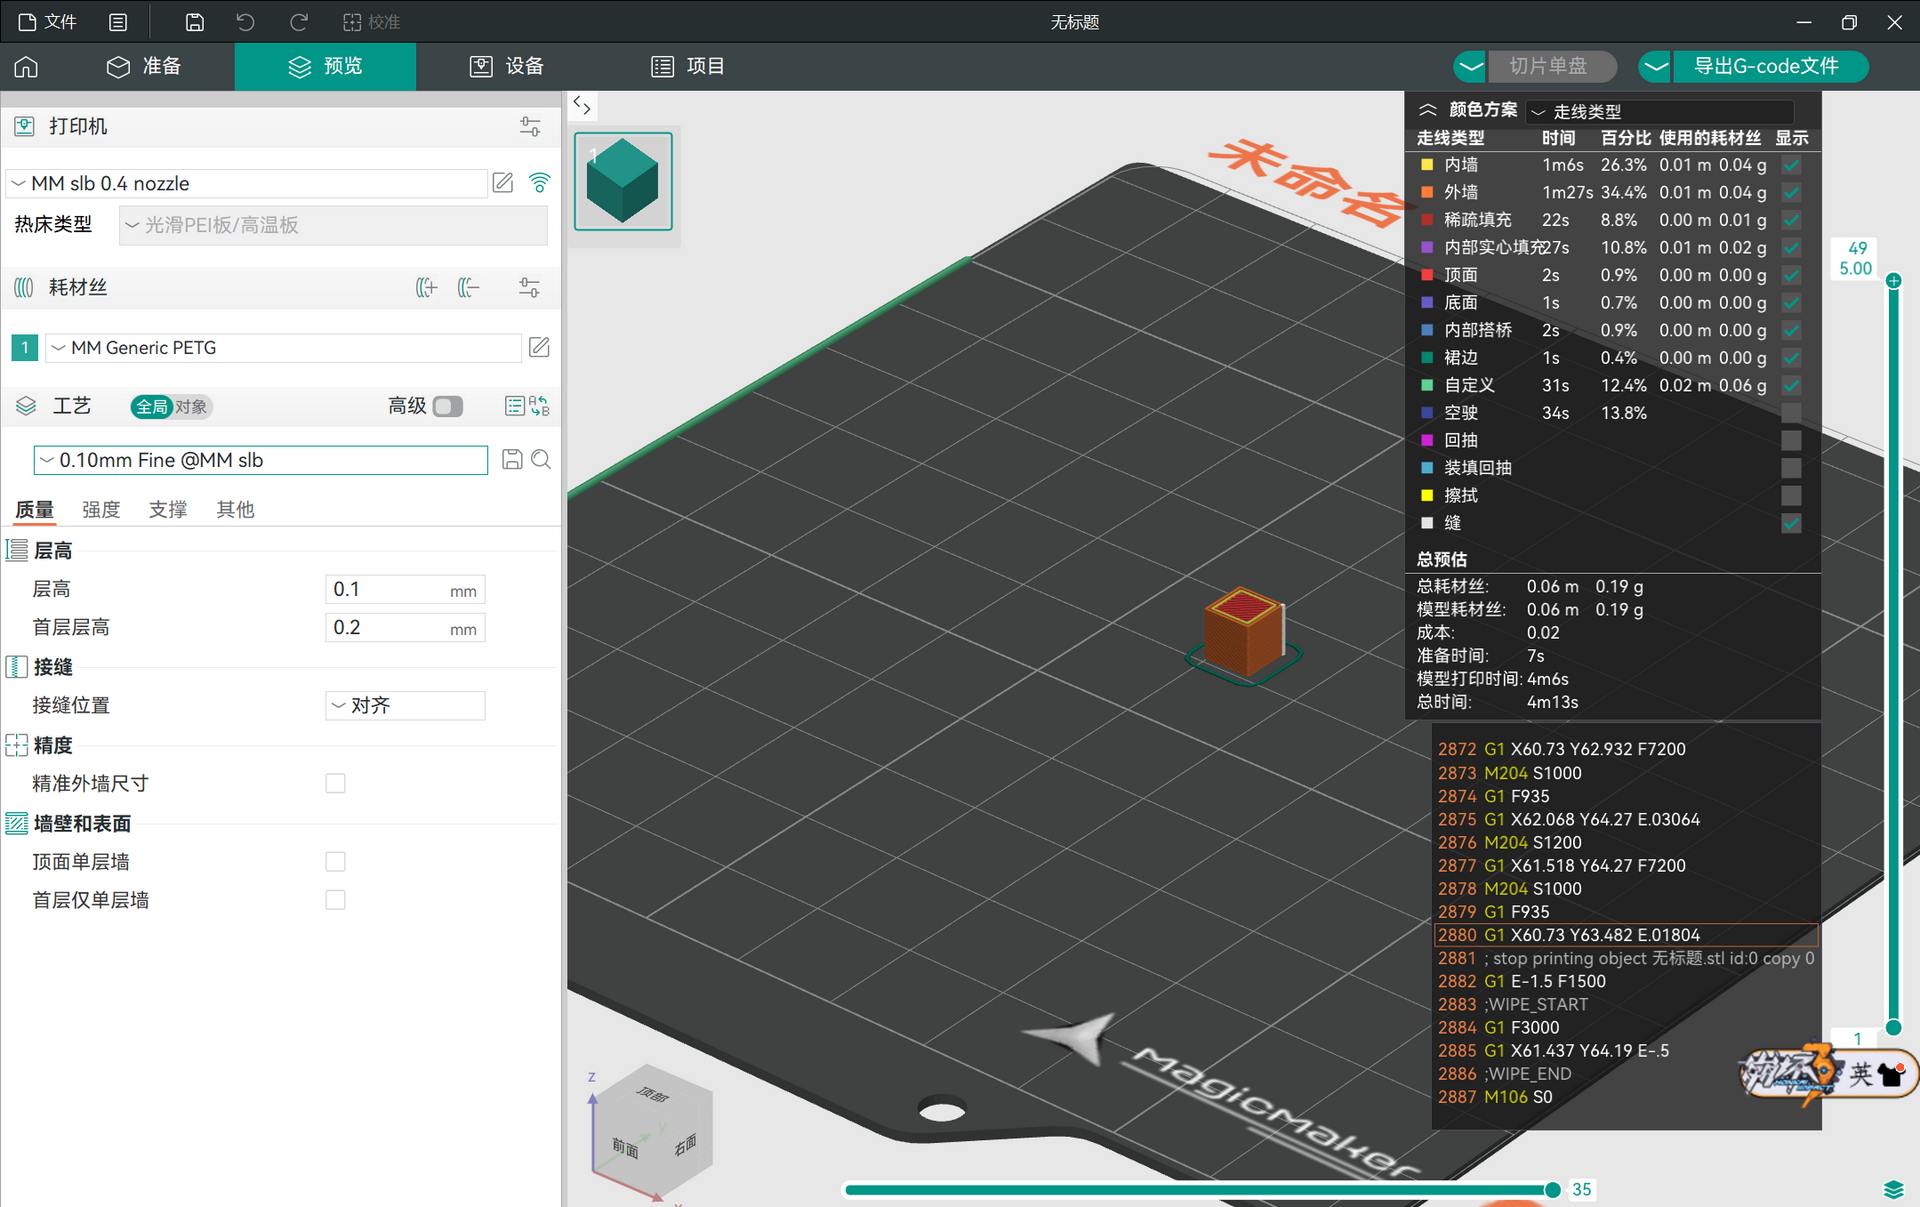 文件
校准
无标题
准备
预览
设备
项目
切片单盘
导出G-code文件
打印机
MM slb 0.4 nozzle
热床类型
光滑PEI板/高温板
耗材丝
1
MM Generic PETG
工艺
全局
对象
高级
0.10mm Fine @MM slb
质量
强度
支撑
其他
层高
层高
0.1
mm
首层层高
0.2
mm
接缝
接缝位置
对齐
精度
精准外墙尺寸
墙壁和表面
顶面单层墙
首层仅单层墙
1
未命名
颜色方案
走线类型
走线类型 时间 百分比 使用的耗材丝 显示
内墙 1m6s 26.3% 0.01 m 0.04 g
外墙 1m27s 34.4% 0.01 m 0.04 g
稀疏填充 22s 8.8% 0.00 m 0.01 g
内部实心填充27s 10.8% 0.01 m 0.02 g
顶面 2s 0.9% 0.00 m 0.00 g
底面 1s 0.7% 0.00 m 0.00 g
内部搭桥 2s 0.9% 0.00 m 0.00 g
裙边 1s 0.4% 0.00 m 0.00 g
自定义 31s 12.4% 0.02 m 0.06 g
空驶 34s 13.8%
回抽
装填回抽
擦拭
缝
总预估
总耗材丝: 0.06 m 0.19 g
模型耗材丝: 0.06 m 0.19 g
成本: 0.02
准备时间: 7s
模型打印时间: 4m6s
总时间: 4m13s
2872 G1 X60.73 Y62.932 F7200
2873 M204 S1000
2874 G1 F935
2875 G1 X62.068 Y64.27 E.03064
2876 M204 S1200
2877 G1 X61.518 Y64.27 F7200
2878 M204 S1000
2879 G1 F935
2880 G1 X60.73 Y63.482 E.01804
2881 ; stop printing object 无标题.stl id:0 copy 0
2882 G1 E-1.5 F1500
2883 ;WIPE_START
2884 G1 F3000
2885 G1 X61.437 Y64.19 E-.5
2886 ;WIPE_END
2887 M106 S0
49
5.00
1
英
MagicMaker
z
y
x
顶部
前面
右面
35